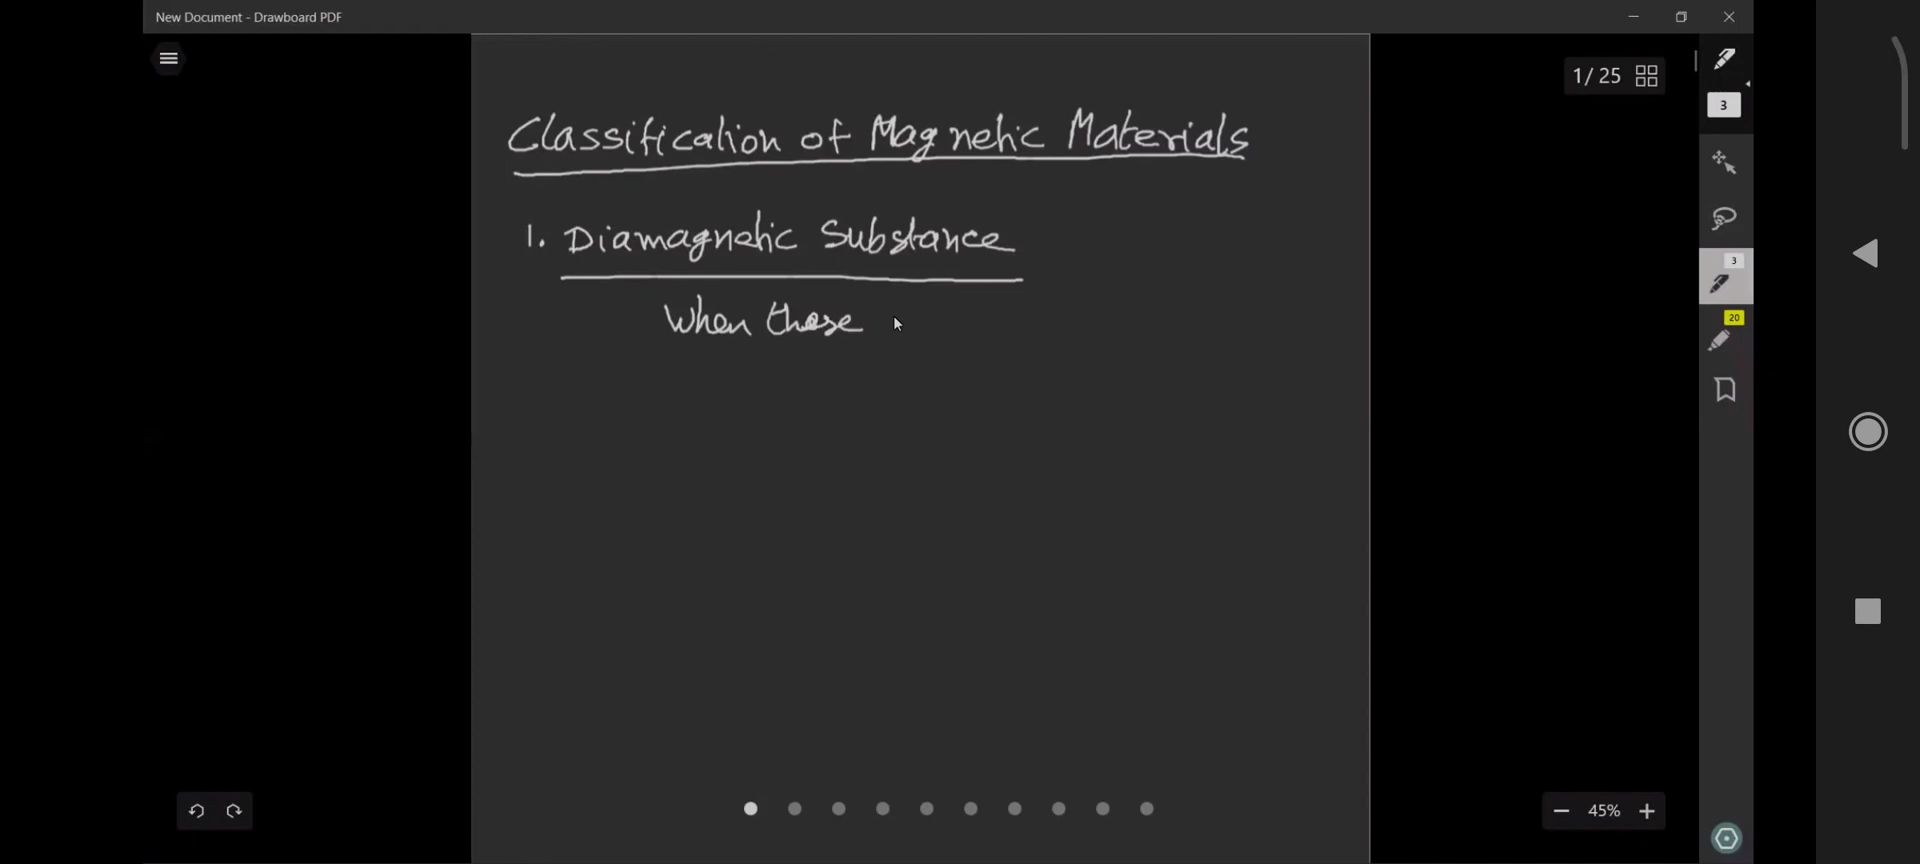 New Document - Drawboard PDF
1 / 25
3
Classification of Magnetic Materials
1. Diamagnetic Substance
3
When these
20
45%